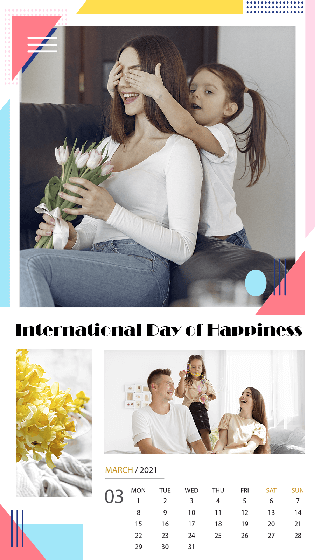 International Day of Happiness
MARCH / 2021
03 MON TUE WED THU FRI SAT SUN
1 2 3 4 5 6 7
8 9 10 11 12 13 14
15 16 17 18 19 20 21
22 23 24 25 26 27 28
29 30 31